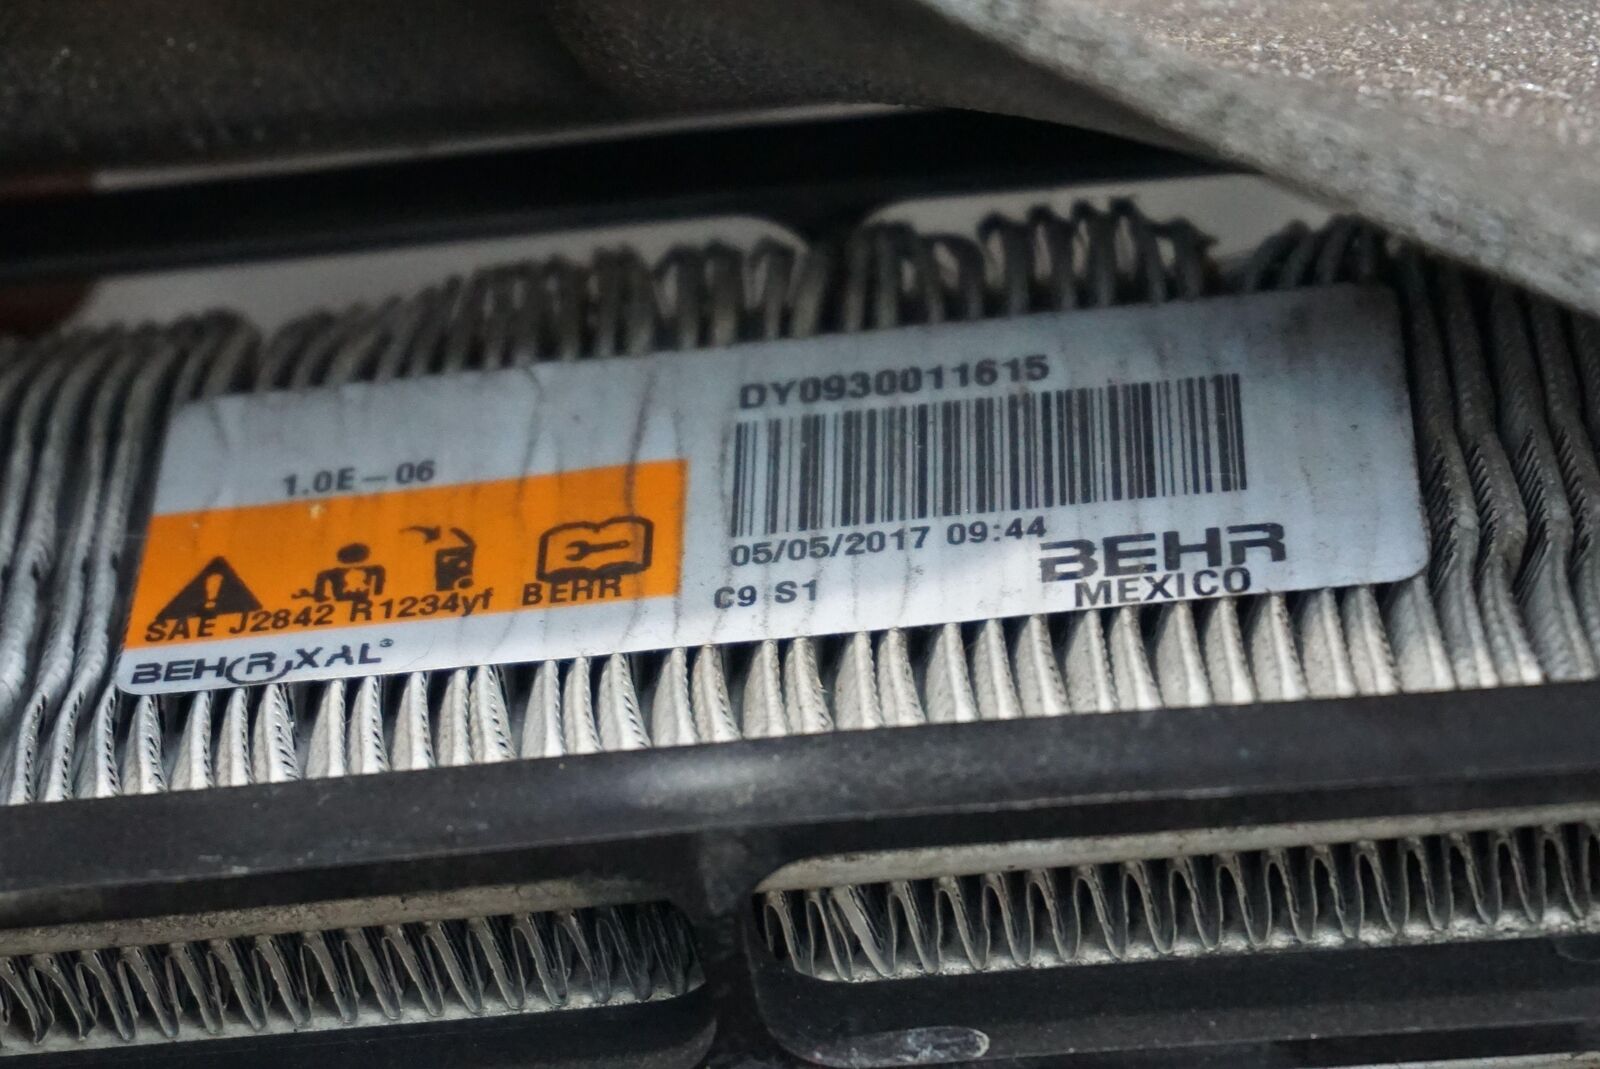 DY0930011615
1.0E-06
05/05/2017 09:44
BEHR
C9 S1
BEHR
MEXICO
SAE J2842 R1234yf
BEHR XAL®